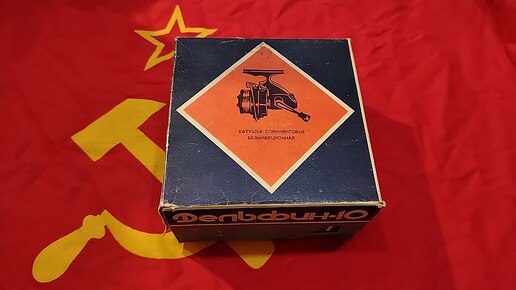 КАТУШКА СПИННИНГОВАЯ
БЕЗЫНЕРЦИОННАЯ
Дельфин-10